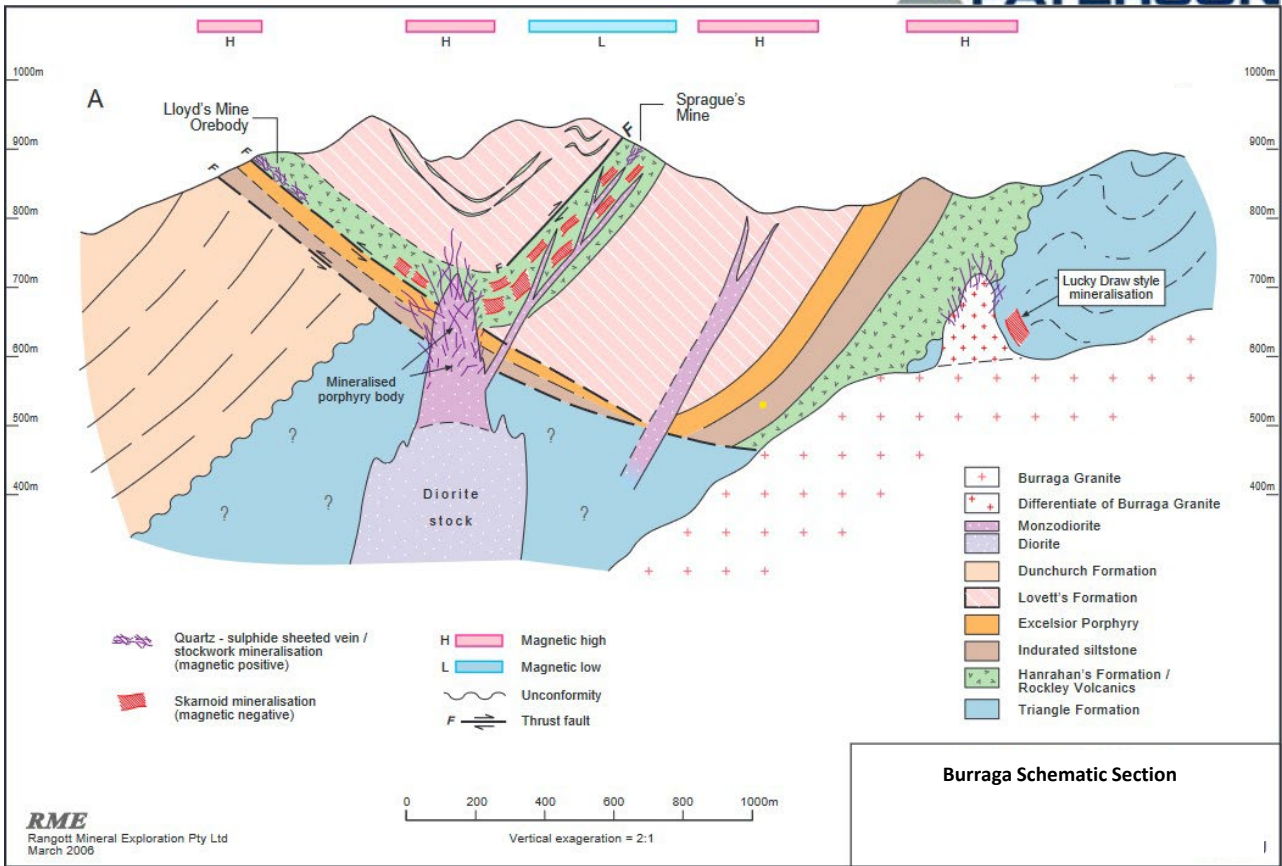 PATERSON
H
H
L
H
H
1000m
900m
800m
700m
600m
500m
400m
1000m
900m
800m
700m
600m
500m
400m
A
Lloyd's Mine
Orebody
Sprague's
Mine
F
F
F
F
Lucky Draw style
mineralisation
Mineralised
porphyry body
?
?
?
?
?
Diorite
stock
Burraga Granite
Differentiate of Burraga Granite
Monzodiorite
Diorite
Dunchurch Formation
Lovett's Formation
Excelsior Porphyry
Indurated siltstone
Hanrahan's Formation /
Rockley Volcanics
Triangle Formation
Quartz - sulphide sheeted vein /
stockwork mineralisation
(magnetic positive)
Skarnoid mineralisation
(magnetic negative)
H Magnetic high
L Magnetic low
Unconformity
F Thrust fault
0 200 400 600 800 1000m
Vertical exageration = 2:1
RME
Rangott Mineral Exploration Pty Ltd
March 2006
Burraga Schematic Section